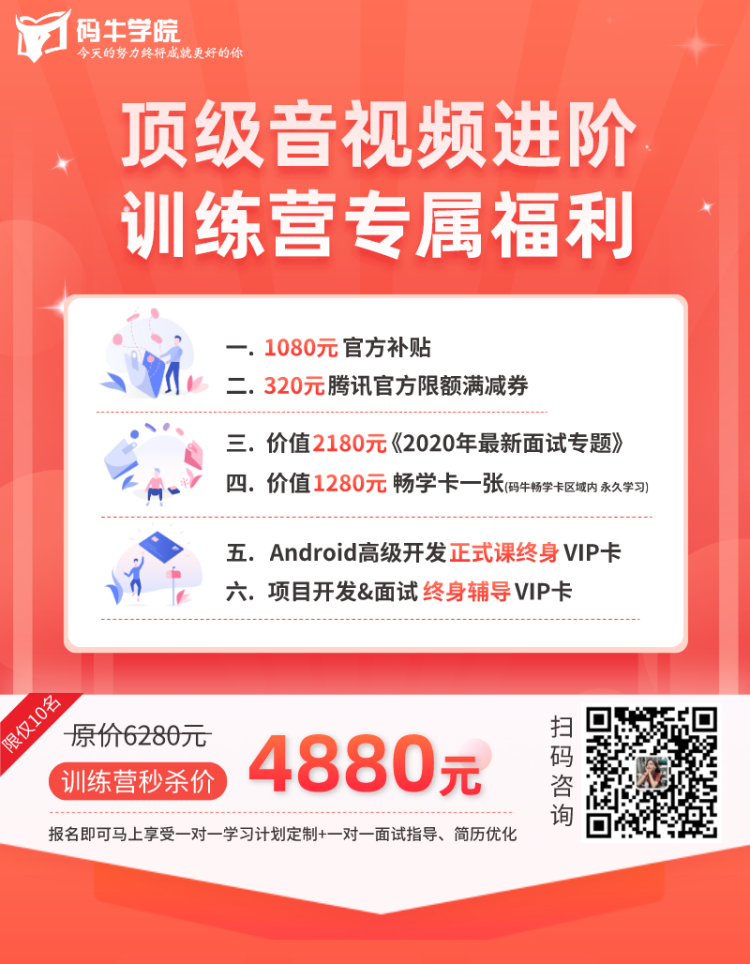 码牛学院
今天的努力终将成就更好的你
顶级音视频进阶
训练营专属福利
一. 1080元 官方补贴
二. 320元 腾讯官方限额满减券
三. 价值2180元《2020年最新面试专题》
四. 价值1280元 畅学卡一张(码牛畅学卡区域内 永久学习)
五. Android高级开发 正式课终身 VIP卡
六. 项目开发&面试 终身辅导 VIP卡
限仅10名
原价6280元
训练营秒杀价
4880元
扫码咨询
报名即可马上享受一对一学习计划定制+一对一面试指导、简历优化